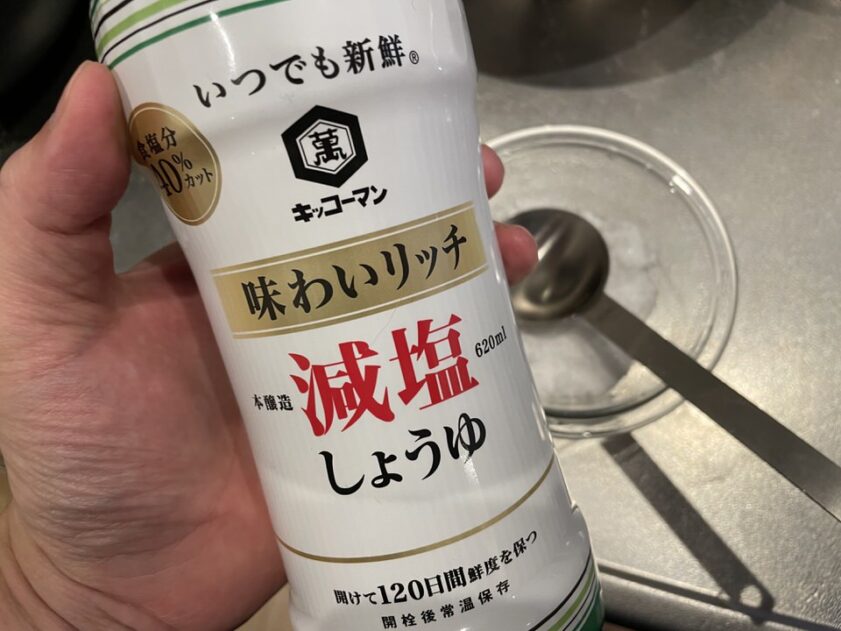 いつでも新鮮®
食塩分
40%
カット
萬
キッコーマン
味わいリッチ
本醸造
減塩
620ml
しょうゆ
開けて120日間鮮度を保つ
開栓後常温保存